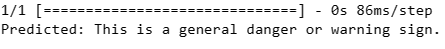 1/1 [==============================] - 0s 86ms/step
Predicted: This is a general danger or warning sign.